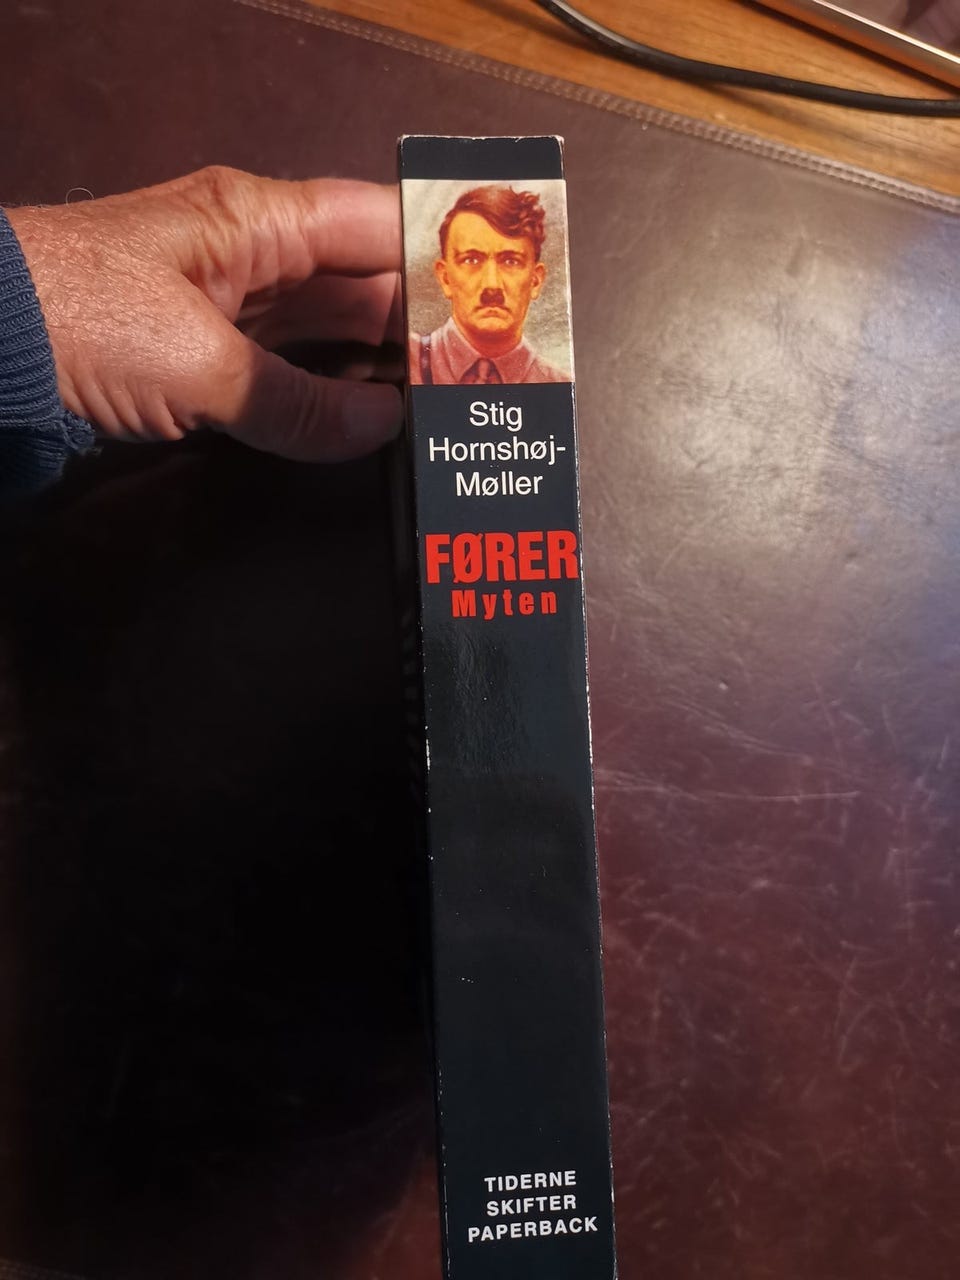 Stig
Hornshøj-
Møller
FØRER
Myten
TIDERNE
SKIFTER
PAPERBACK